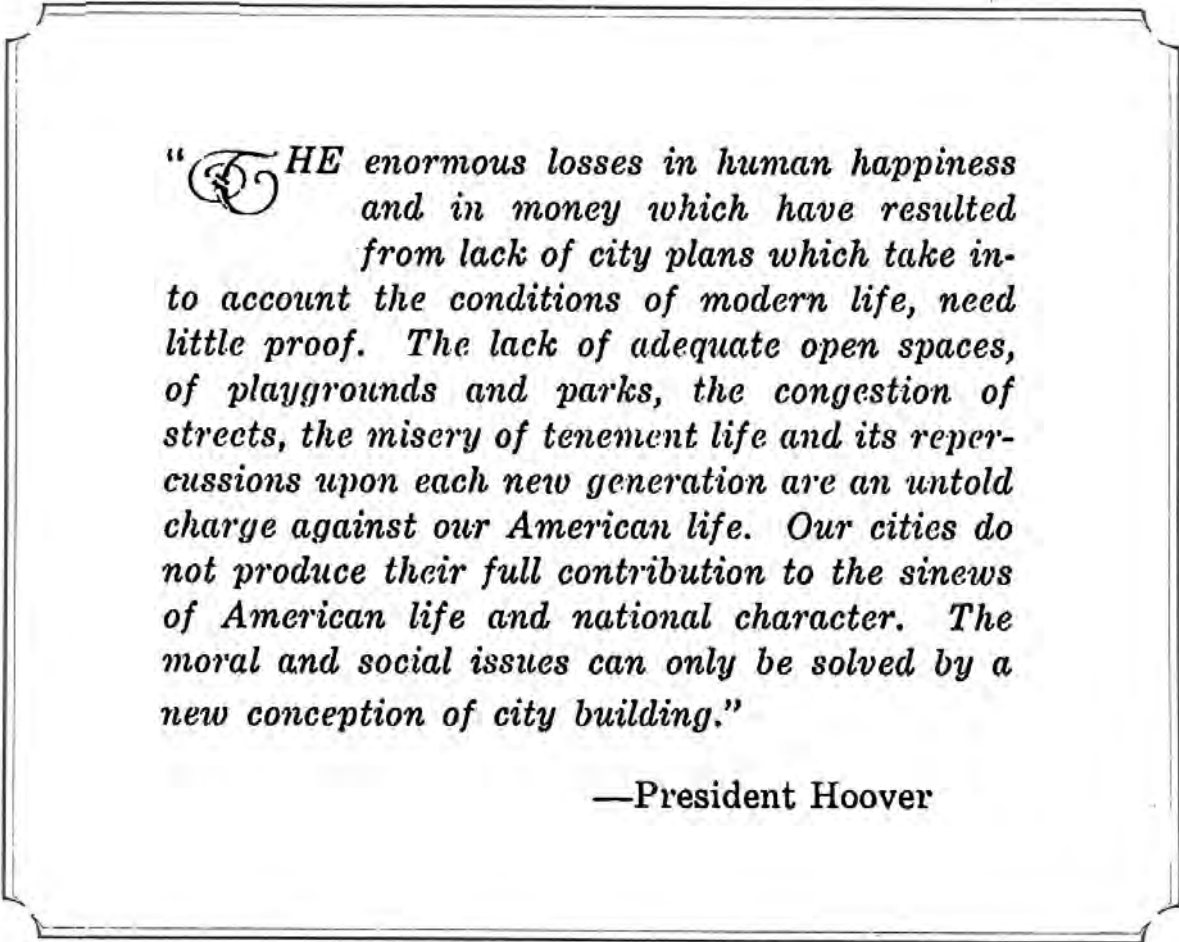 "THE enormous losses in human happiness
and in money which have resulted
from lack of city plans which take in-
to account the conditions of modern life, need
little proof. The lack of adequate open spaces,
of playgrounds and parks, the congestion of
streets, the misery of tenement life and its reper-
cussions upon each new generation are an untold
charge against our American life. Our cities do
not produce their full contribution to the sinews
of American life and national character. The
moral and social issues can only be solved by a
new conception of city building."
—President Hoover